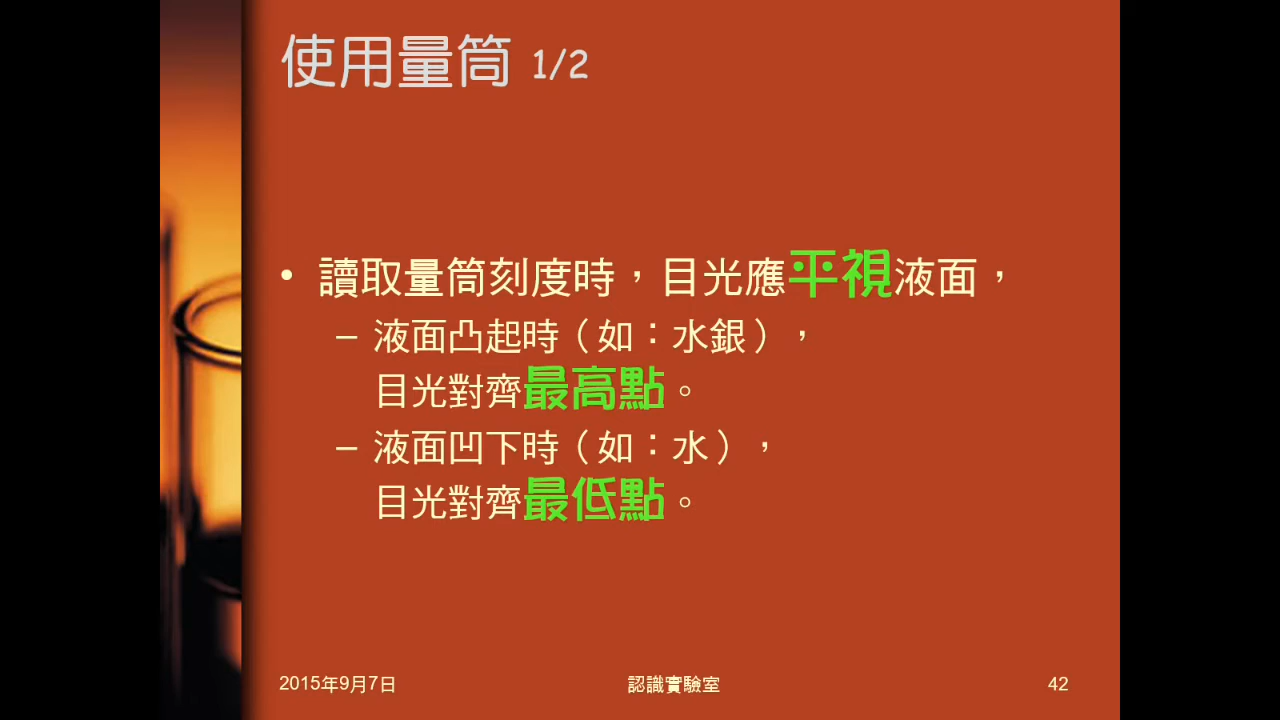 使用量筒 1/2
• 讀取量筒刻度時，目光應平視液面，
– 液面凸起時（如：水銀），
目光對齊最高點。
– 液面凹下時（如：水），
目光對齊最低點。
2015年9月7日
認識實驗室
42